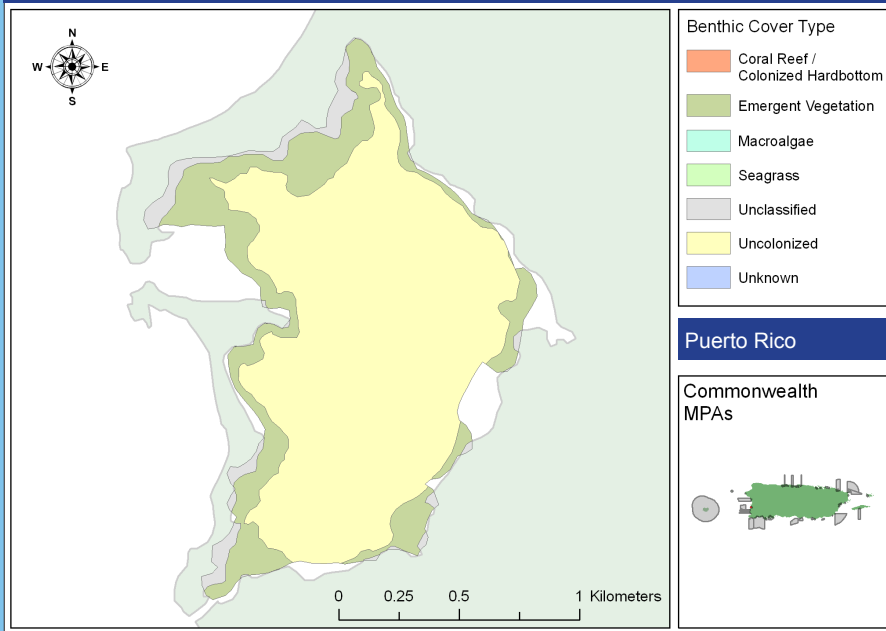 N
W E
S
0 0.25 0.5 1 Kilometers
Benthic Cover Type
Coral Reef /
Colonized Hardbottom
Emergent Vegetation
Macroalgae
Seagrass
Unclassified
Uncolonized
Unknown
Puerto Rico
Commonwealth
MPAs